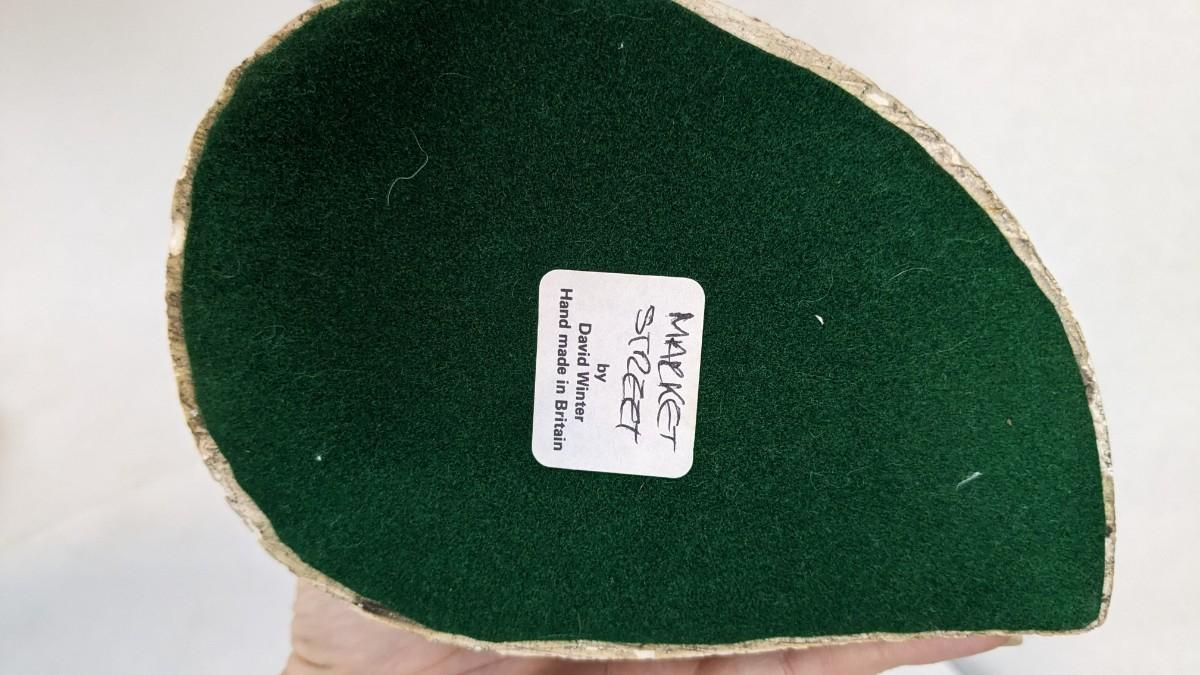 MARKET
STREET
by
David Winter
Hand made in Britain